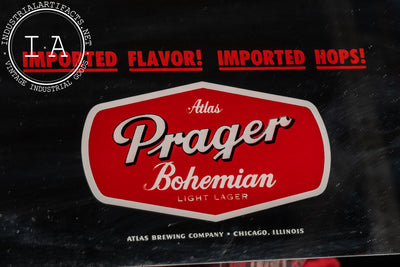 INDUSTRIALARTIFACTS.NET
I.A
VINTAGE INDUSTRIAL GOODS
IMPORTED FLAVOR! IMPORTED HOPS!
Atlas
Prager
Bohemian
LIGHT LAGER
ATLAS BREWING COMPANY • CHICAGO, ILLINOIS